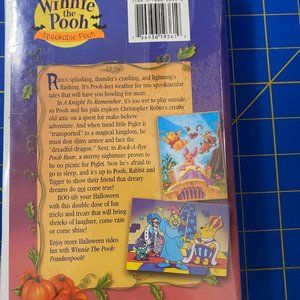 Winnie the Pooh
Spookable Pooh
Rain's splashing, thunder's crashing, and lightning's
flashing. It's Pooh-fect weather for two spooktacular
tales that will have you howling for more.
In A Knight To Remember, it's too wet to play outside,
so Pooh and his pals explore Christopher Robin's creaky
old attic on a quest for make-believe
adventure. And when timid little Piglet is
"transported" to a magical kingdom, he
must don shiny armor and face the
"dreadful dragon." Next, in Rock-A-Bye
Pooh Bear, a stormy nightmare proves to
be no picnic for Piglet. Now he's afraid to
go to sleep, and it's up to Pooh, Rabbit and
Tigger to show their friend that dreary
dreams do not come true!
BOO-tify your Halloween
with this double dose of fun
tricks and treats that will bring
shrieks of laughter, come rain
or come shine!
Enjoy more Halloween video
fun with Winnie The Pooh:
Frankenpooh!